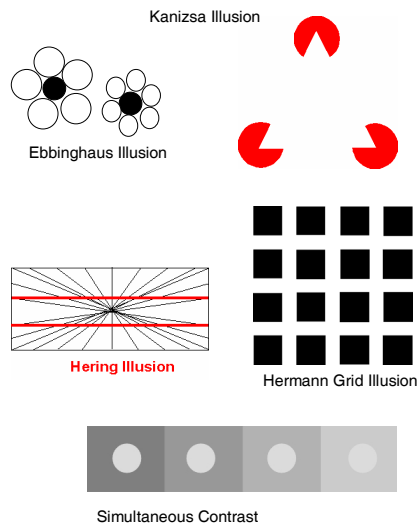 Kanizsa Illusion
Ebbinghaus Illusion
Hering Illusion
Hermann Grid Illusion
Simultaneous Contrast